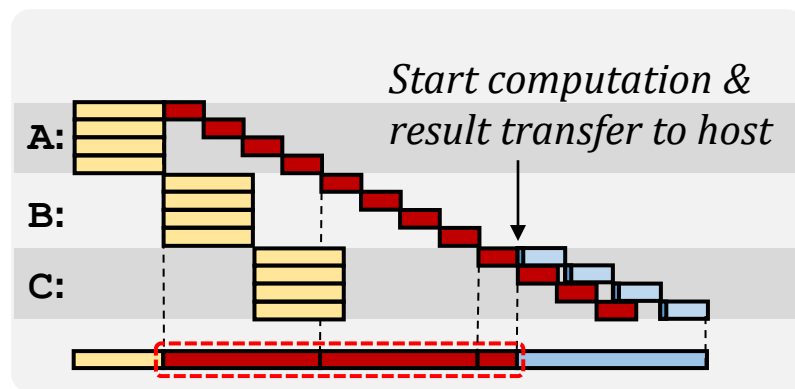 Start computation &
result transfer to host
A:
B:
C: